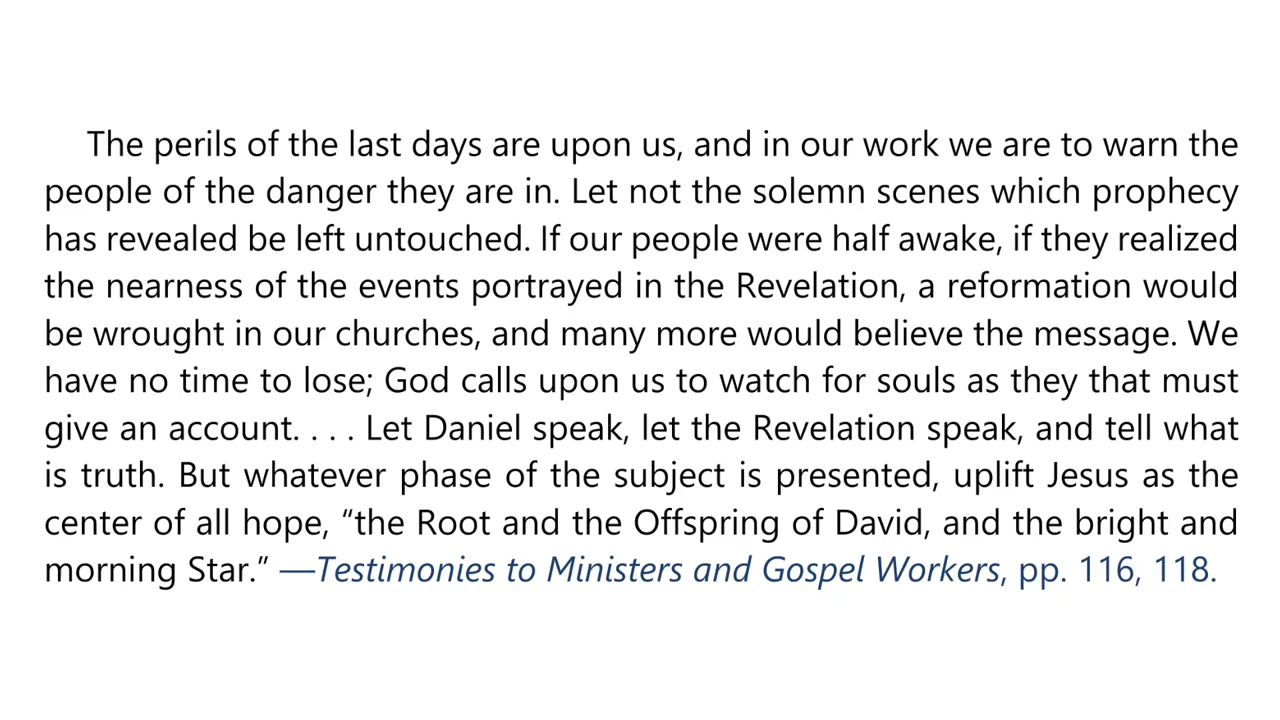 The perils of the last days are upon us, and in our work we are to warn the
people of the danger they are in. Let not the solemn scenes which prophecy
has revealed be left untouched. If our people were half awake, if they realized
the nearness of the events portrayed in the Revelation, a reformation would
be wrought in our churches, and many more would believe the message. We
have no time to lose; God calls upon us to watch for souls as they that must
give an account. . . . Let Daniel speak, let the Revelation speak, and tell what
is truth. But whatever phase of the subject is presented, uplift Jesus as the
center of all hope, “the Root and the Offspring of David, and the bright and
morning Star.” —Testimonies to Ministers and Gospel Workers, pp. 116, 118.